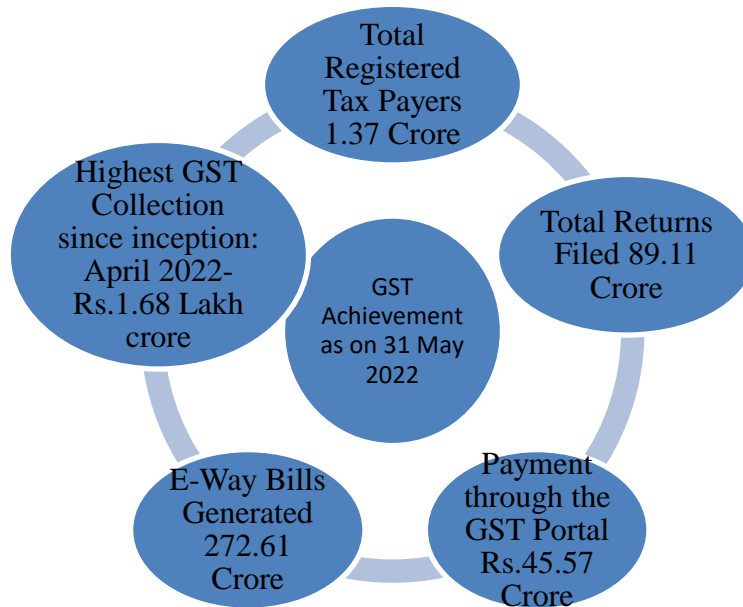 Total
Registered
Tax Payers
1.37 Crore
Total Returns
Filed 89.11
Crore
Payment
through the
GST Portal
Rs.45.57
Crore
E-Way Bills
Generated
272.61
Crore
Highest GST
Collection
since inception:
April 2022-
Rs.1.68 Lakh
crore
GST
Achievement
as on 31 May
2022